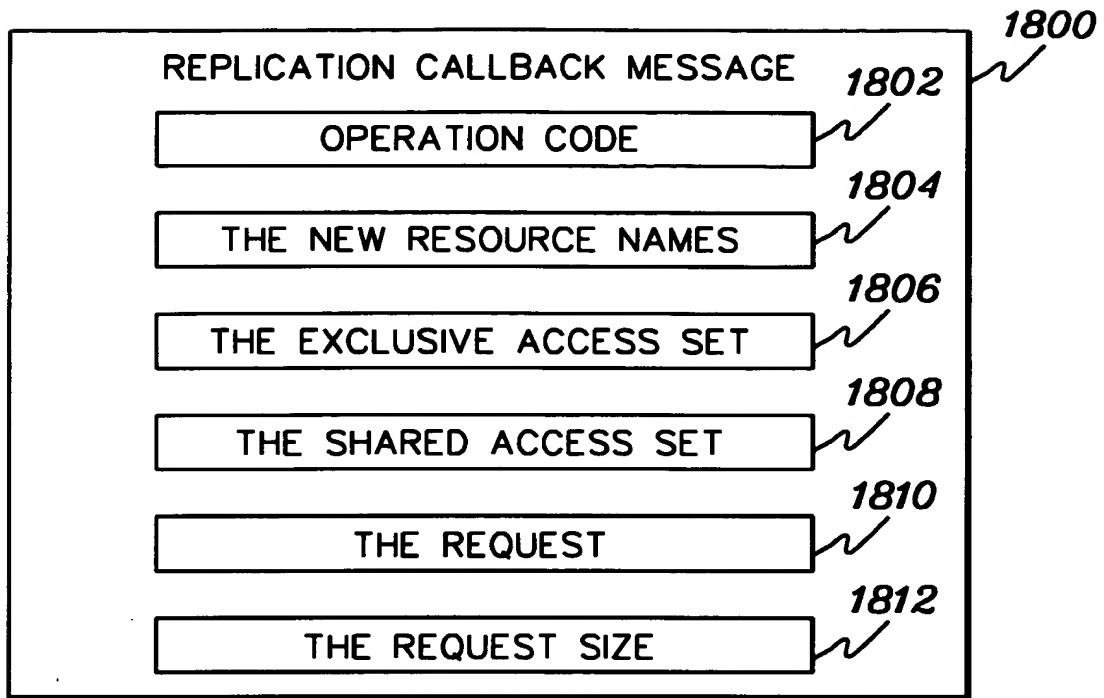 1800
REPLICATION CALLBACK MESSAGE
1802
OPERATION CODE
1804
THE NEW RESOURCE NAMES
1806
THE EXCLUSIVE ACCESS SET
1808
THE SHARED ACCESS SET
1810
THE REQUEST
1812
THE REQUEST SIZE